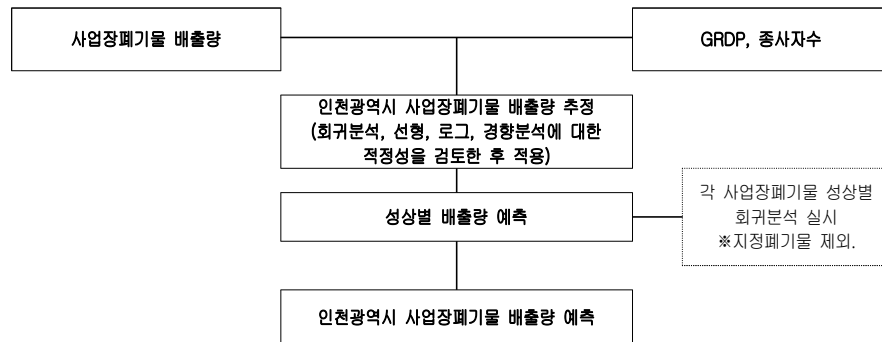 사업장폐기물 배출량
GRDP, 종사자수
인천광역시 사업장폐기물 배출량 추정
(회귀분석, 선형, 로그, 경향분석에 대한
적정성을 검토한 후 적용)
성상별 배출량 예측
각 사업장폐기물 성상별
회귀분석 실시
※지정폐기물 제외.
인천광역시 사업장폐기물 배출량 예측